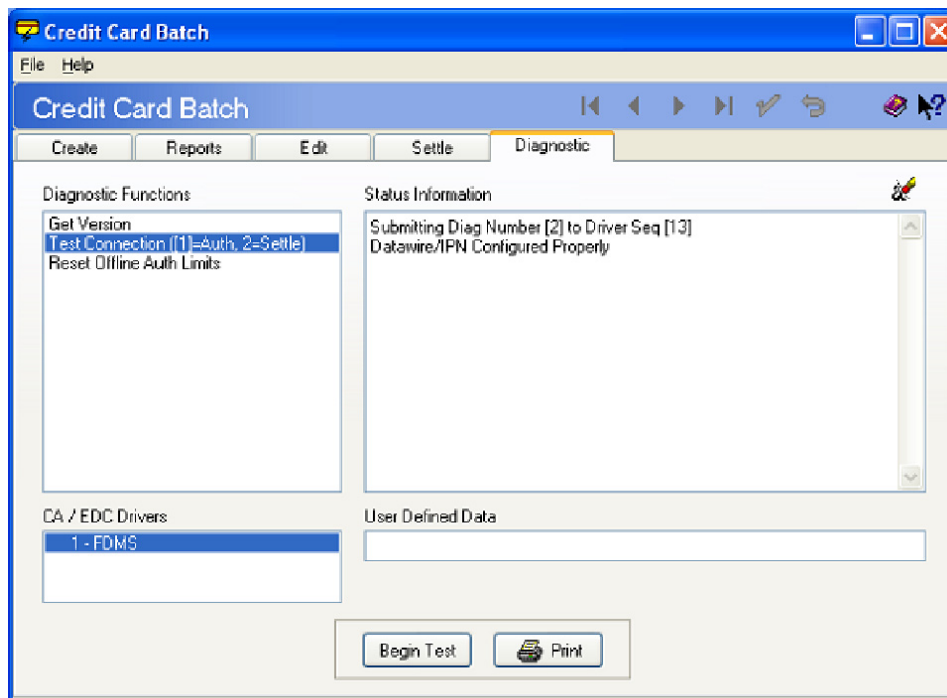 Credit Card Batch
File Help
Credit Card Batch
Create Reports Edit Settle Diagnostic
Diagnostic Functions
Get Version
Test Connection ([1]=Auth, 2=Settle)
Reset Offline Auth Limits
Status Information
Submitting Diag Number [2] to Driver Seq [13]
Datawire/IPN Configured Properly
CA / EDC Drivers
1 - FDMS
User Defined Data
Begin Test Print